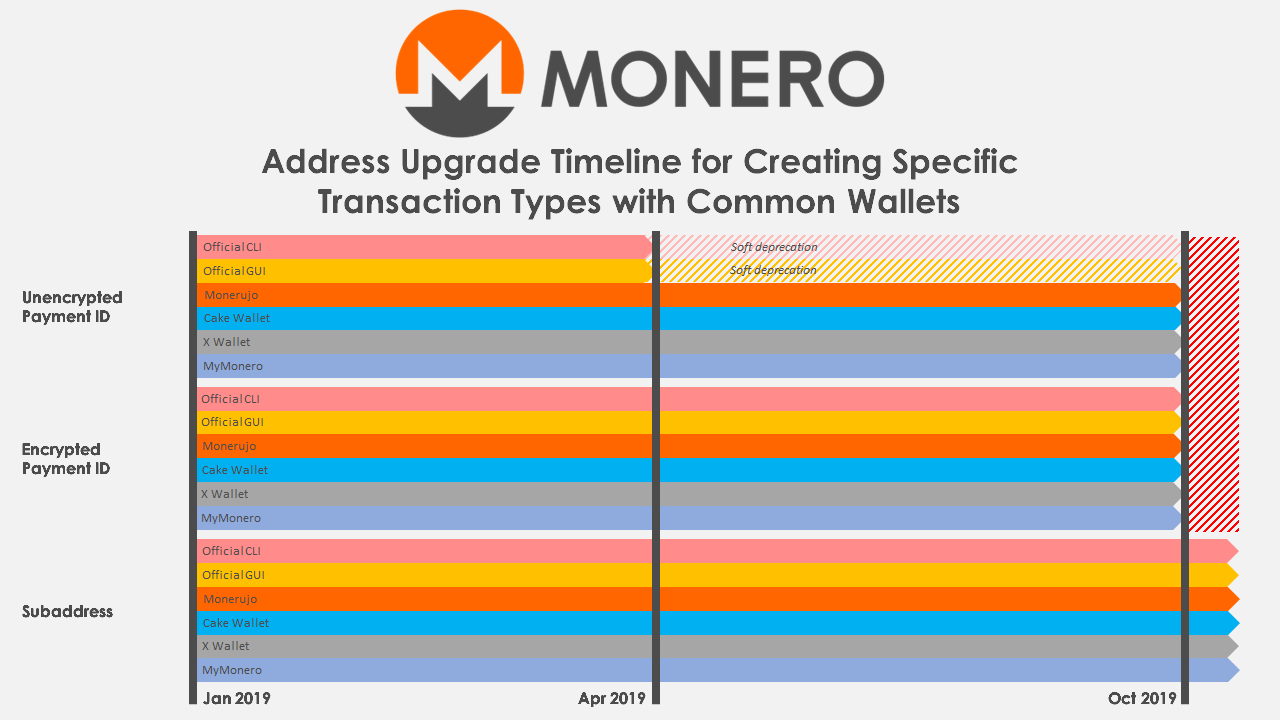 MONERO
Address Upgrade Timeline for Creating Specific
Transaction Types with Common Wallets
Unencrypted
Payment ID
Official CLI
Soft deprecation
Official GUI
Soft deprecation
Monerujo
Cake Wallet
X Wallet
MyMonero
Encrypted
Payment ID
Official CLI
Official GUI
Monerujo
Cake Wallet
X Wallet
MyMonero
Subaddress
Official CLI
Official GUI
Monerujo
Cake Wallet
X Wallet
MyMonero
Jan 2019
Apr 2019
Oct 2019